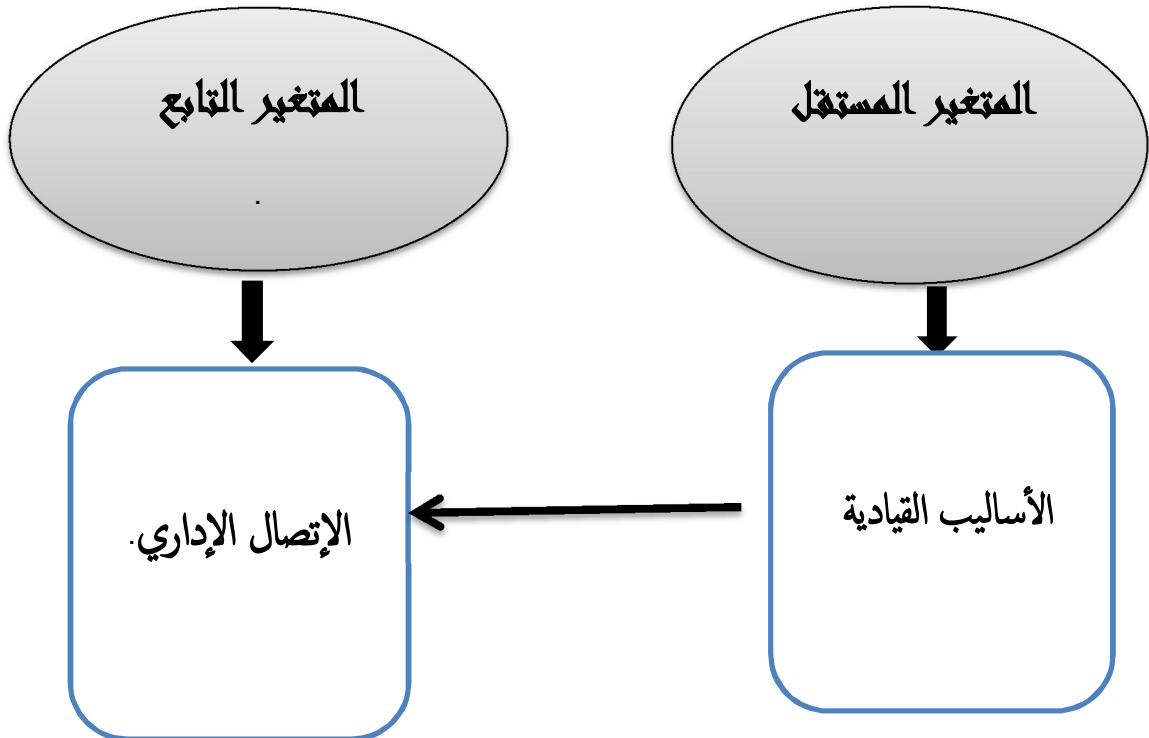 المتغير المستقل
المتغير التابع
.
الأساليب القيادية
الإتصال الإداري.